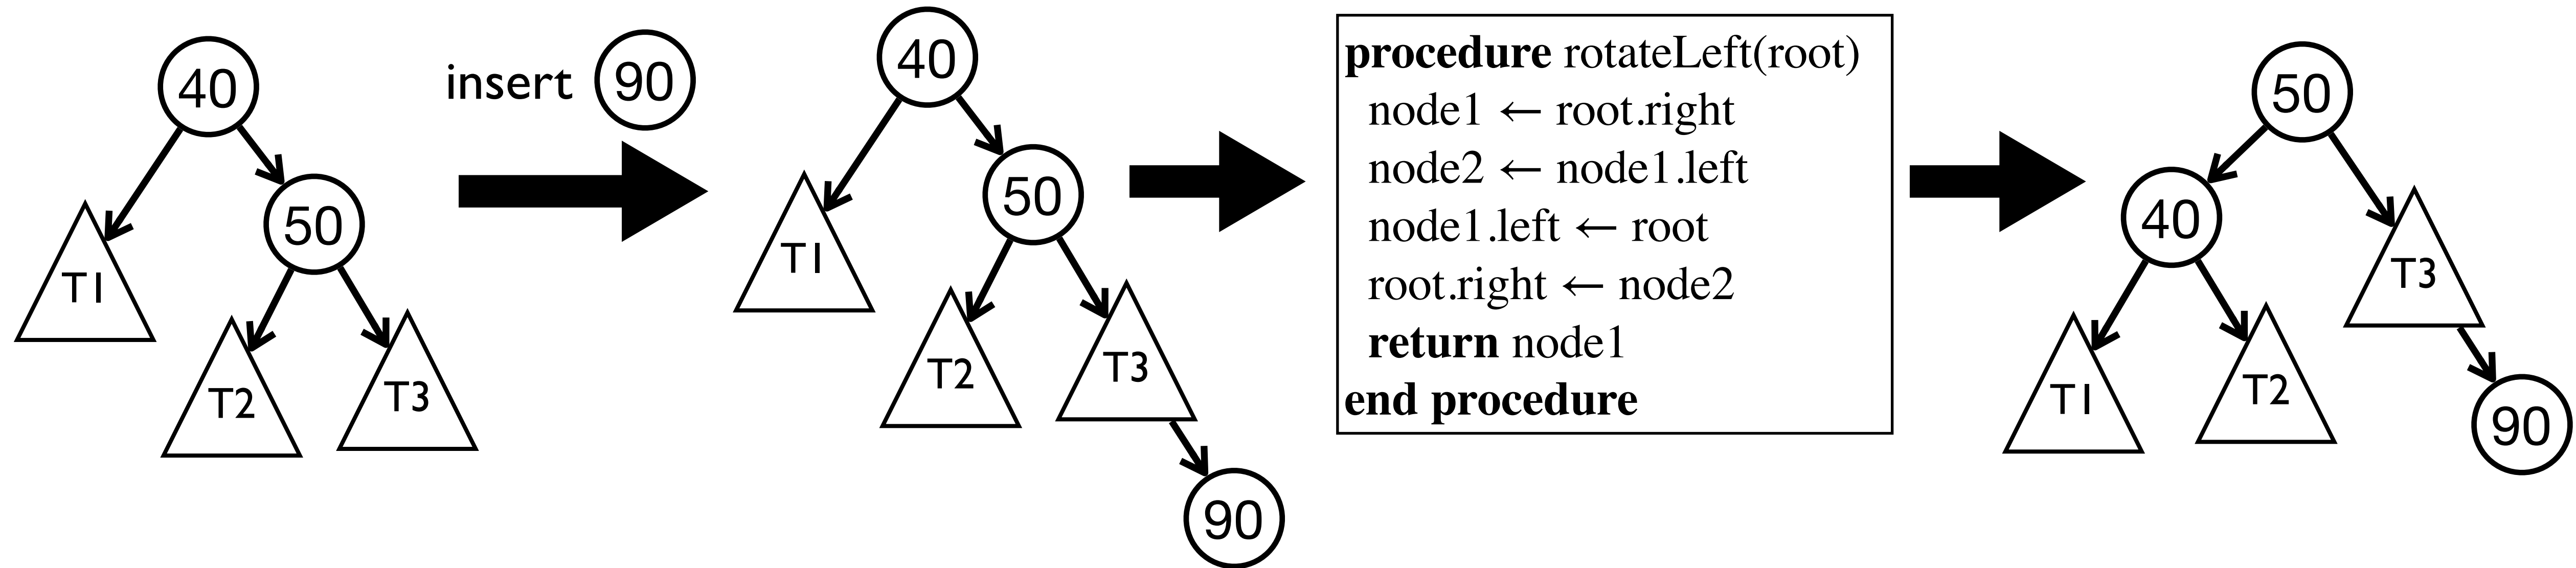 40
50
T1
T2
T3
insert 90
40
50
T1
T2
T3
90
procedure rotateLeft(root)
node1 ← root.right
node2 ← node1.left
node1.left ← root
root.right ← node2
return node1
end procedure
50
40
T3
T1
T2
90